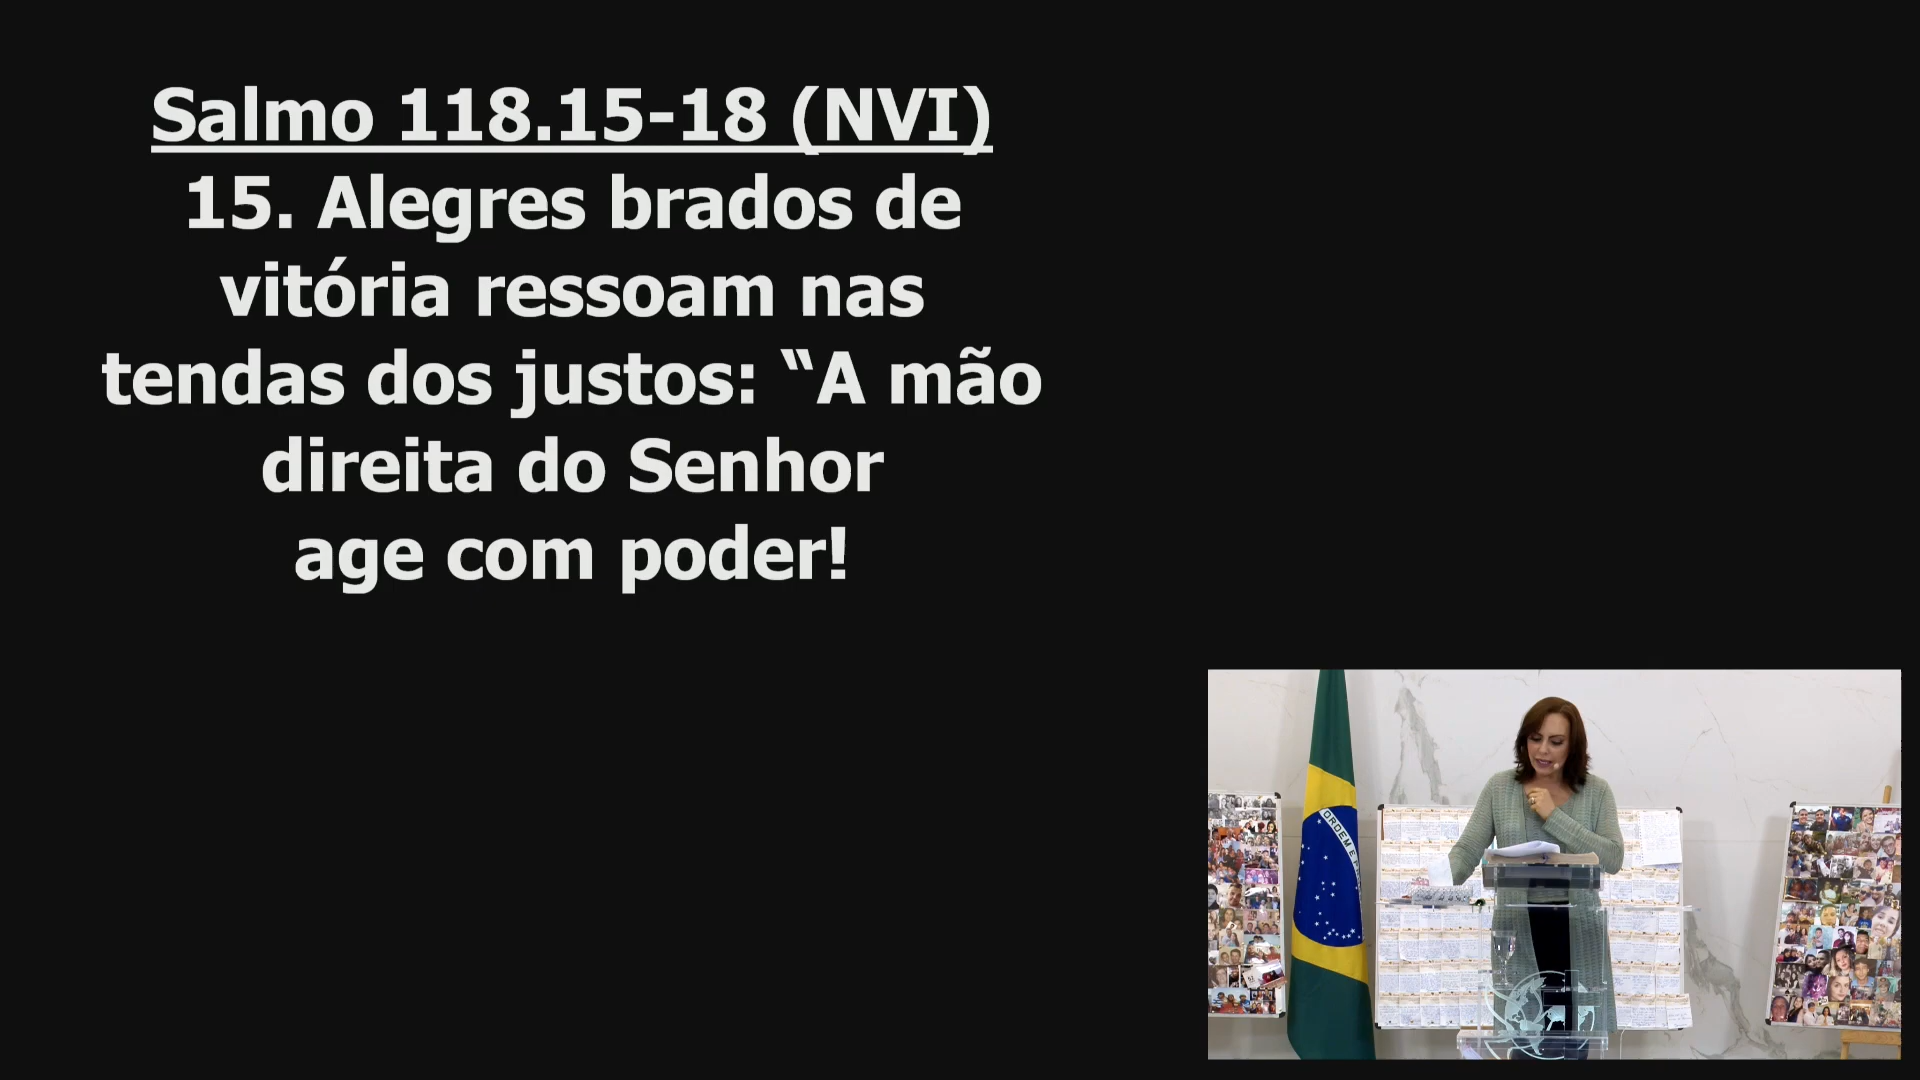 Salmo 118.15-18 (NVI)
15. Alegres brados de
vitória ressoam nas
tendas dos justos: “A mão
direita do Senhor
age com poder!
ORDEM E